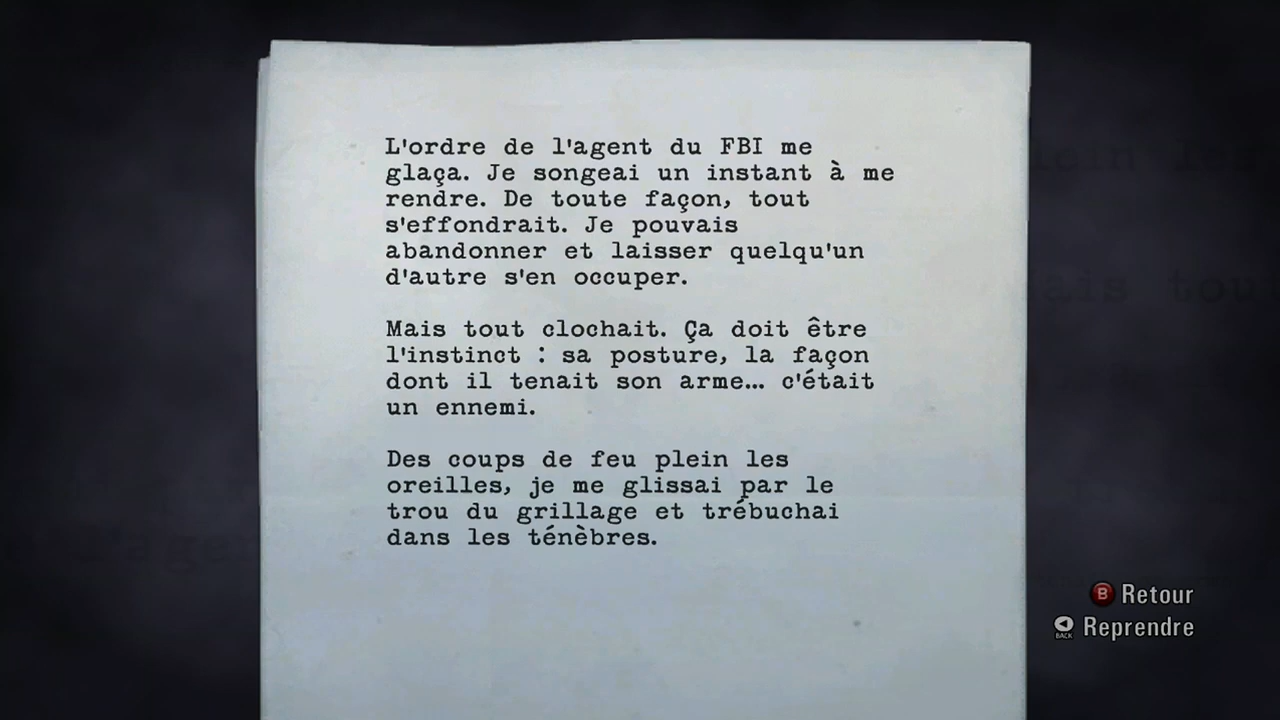 L'ordre de l'agent du FBI me
glaça. Je songeai un instant à me
rendre. De toute façon, tout
s'effondrait. Je pouvais
abandonner et laisser quelqu'un
d'autre s'en occuper.
Mais tout clochait. Ça doit être
l'instinct : sa posture, la façon
dont il tenait son arme… c'était
un ennemi.
Des coups de feu plein les
oreilles, je me glissai par le
trou du grillage et trébuchai
dans les ténèbres.
B Retour
BACK Reprendre